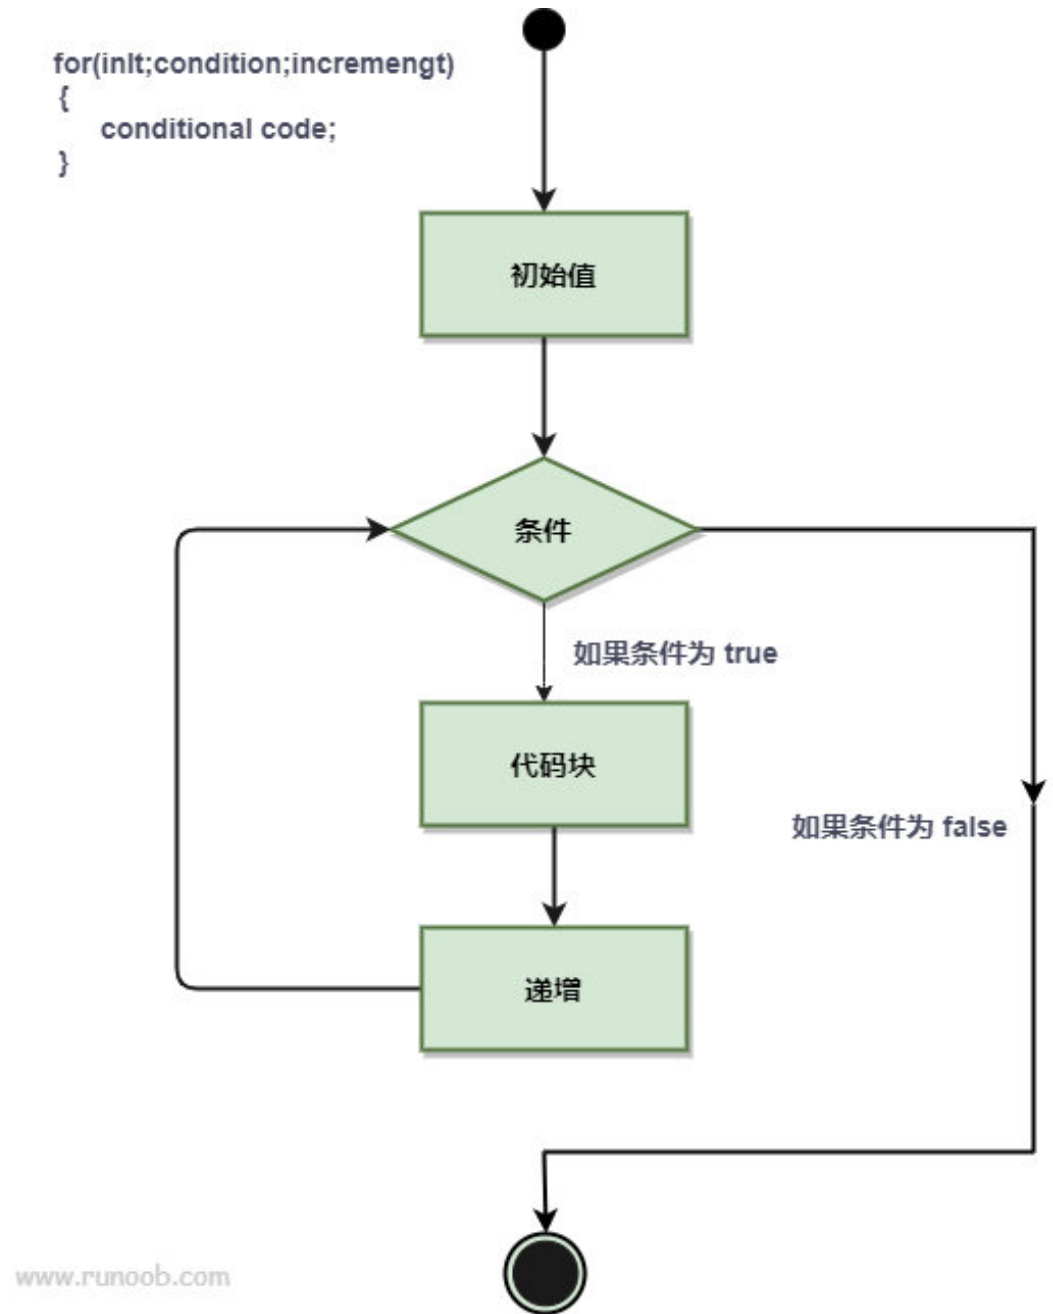 for(inIt;condition;incremengt)
{
conditional code;
}
初始值
条件
如果条件为 true
代码块
如果条件为 false
递增
www.runoob.com